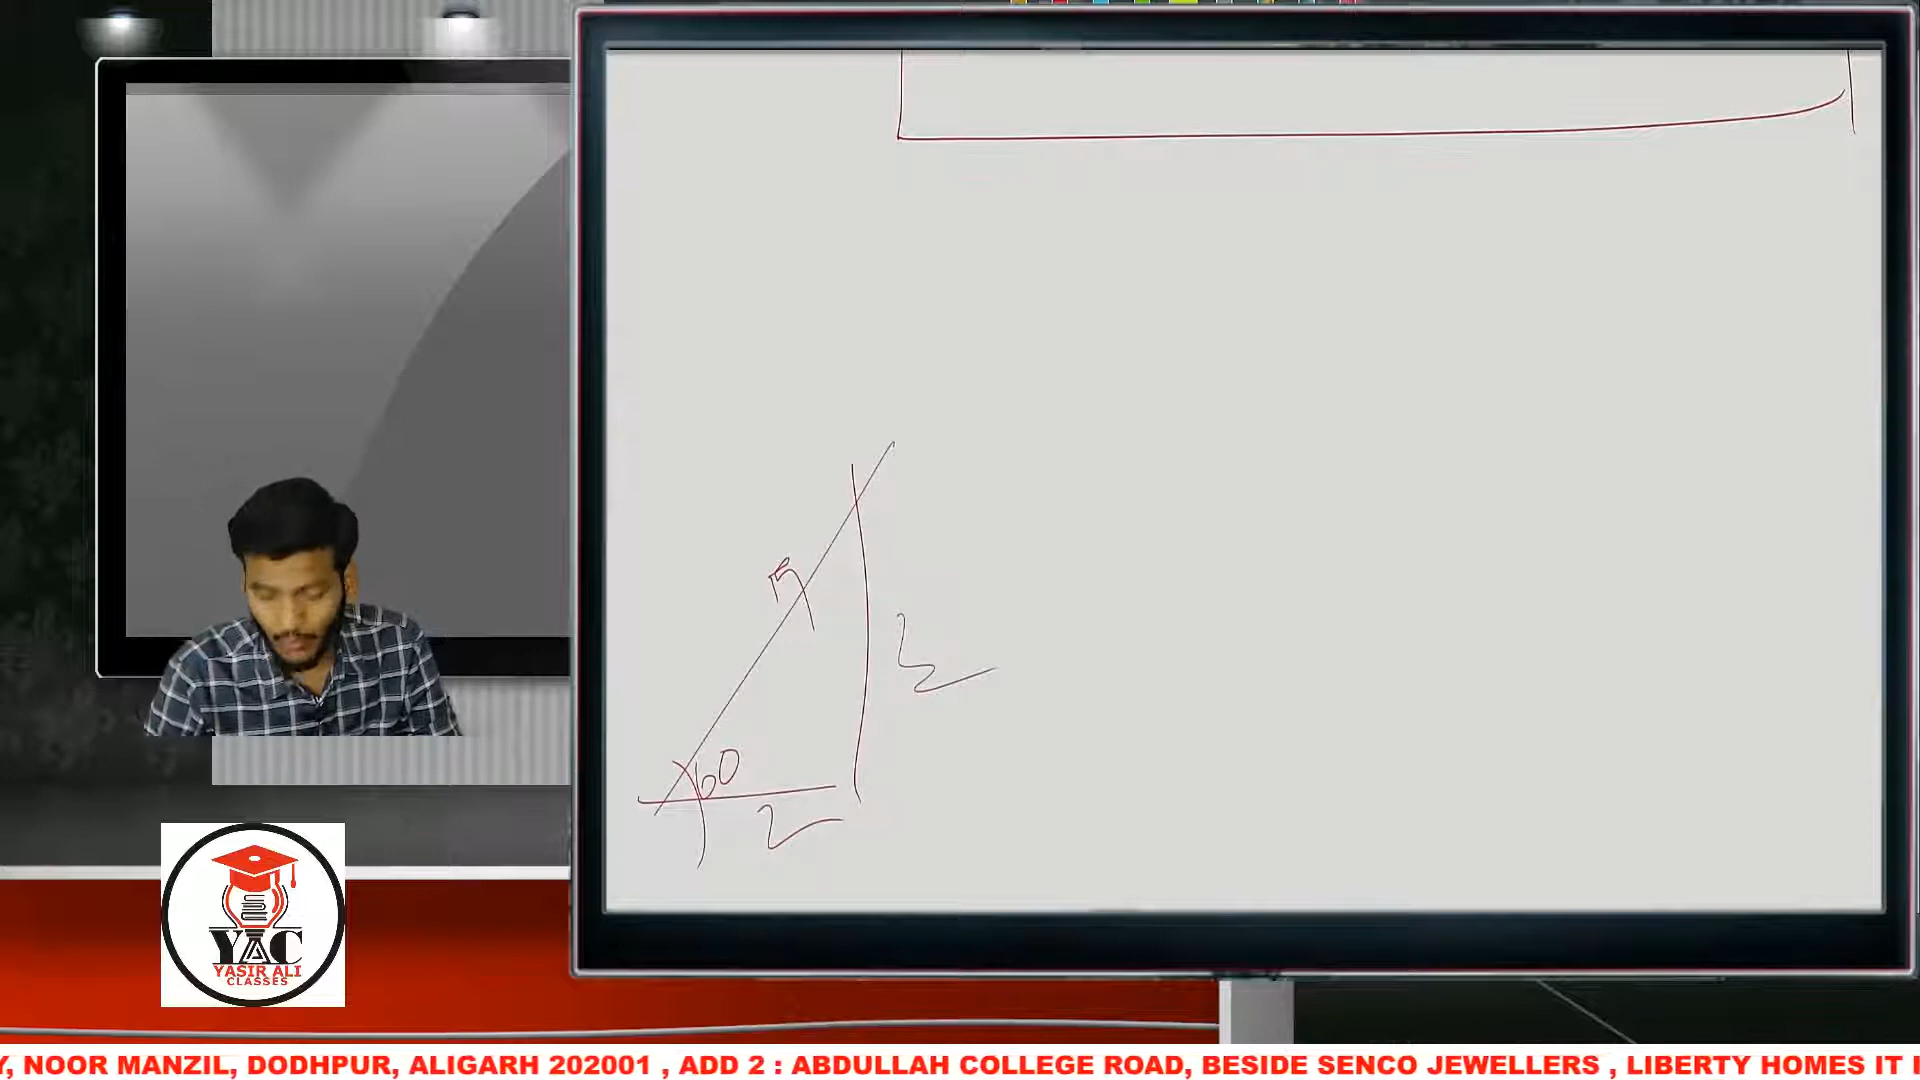 60
2
YAC
YASIR ALI
CLASSES
Y, NOOR MANZIL, DODHPUR, ALIGARH 202001 , ADD 2 : ABDULLAH COLLEGE ROAD, BESIDE SENCO JEWELLERS , LIBERTY HOMES IT